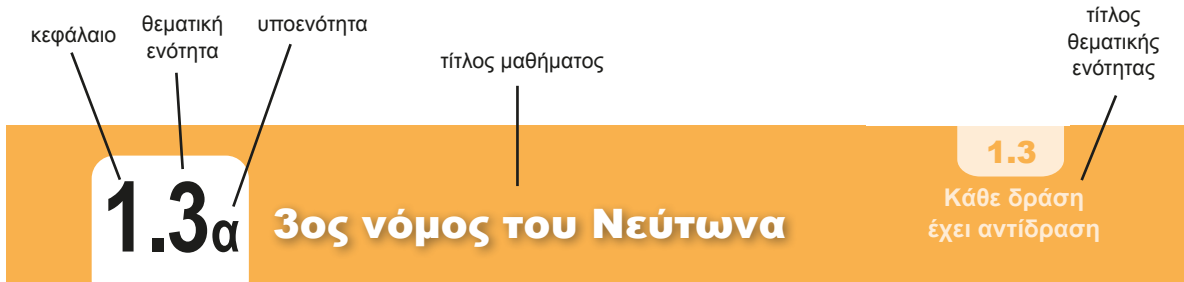 κεφάλαιο
θεματική
ενότητα
υποενότητα
τίτλος μαθήματος
τίτλος
θεματικής
ενότητας
1.3α
3ος νόμος του Νεύτωνα
1.3
Κάθε δράση
έχει αντίδραση